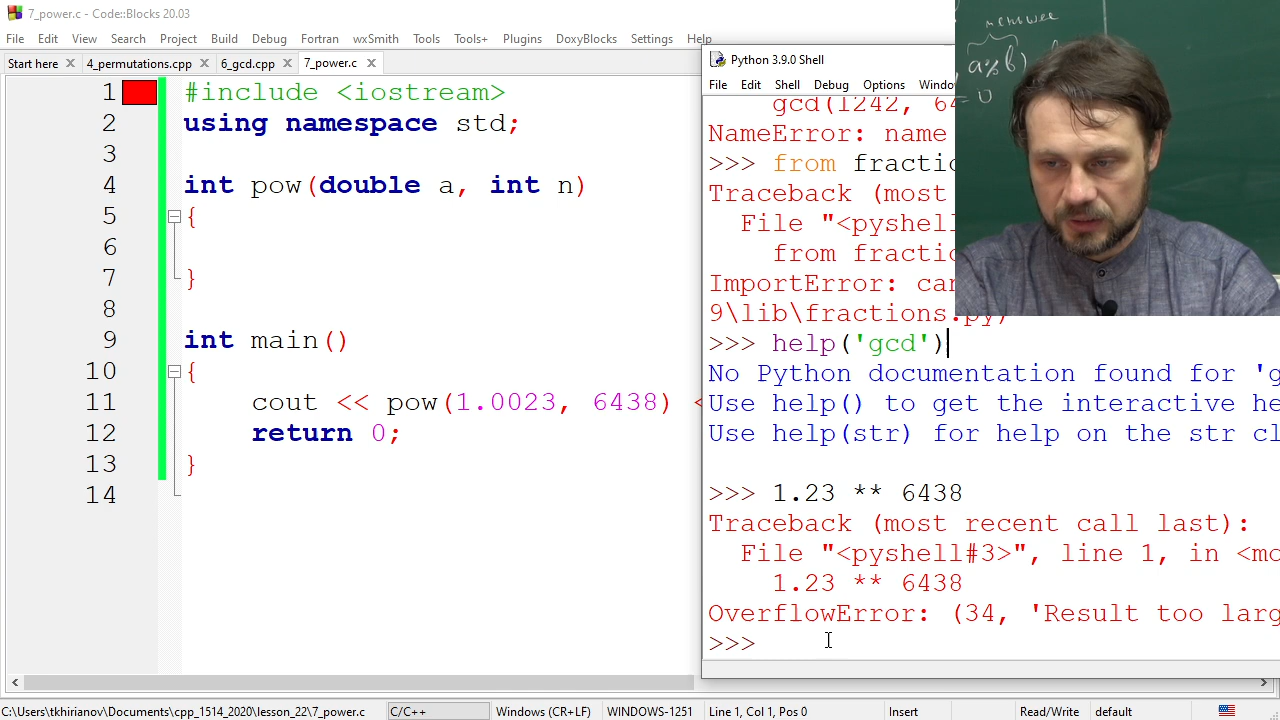 7_power.c - Code::Blocks 20.03
File Edit View Search Project Build Debug Fortran wxSmith Tools Tools+ Plugins DoxyBlocks Settings Help
Start here 4_permutations.cpp 6_gcd.cpp 7_power.c
1 #include <iostream>
2 using namespace std;
3
4 int pow(double a, int n)
5 {
6
7 }
8
9 int main()
10 {
11 cout << pow(1.0023, 6438) <
12 return 0;
13 }
14
Python 3.9.0 Shell
File Edit Shell Debug Options Window
gcd(1242, 64
NameError: name
>>> from fractio
Traceback (most
File "<pyshell
from fractio
ImportError: can
9\lib\fractions.py)
>>> help('gcd')
No Python documentation found for 'g
Use help() to get the interactive he
Use help(str) for help on the str cl
>>> 1.23 ** 6438
Traceback (most recent call last):
File "<pyshell#3>", line 1, in <mo
1.23 ** 6438
OverflowError: (34, 'Result too larg
>>>
меньшее
a%b)
= 0
C:\Users\tkhirianov\Documents\cpp_1514_2020\lesson_22\7_power.c C/C++ Windows (CR+LF) WINDOWS-1251 Line 1, Col 1, Pos 0 Insert Read/Write default